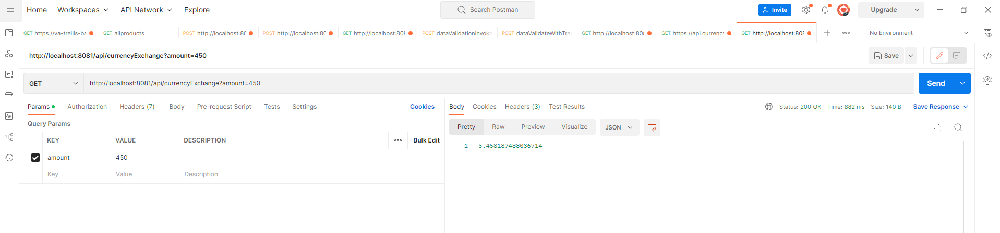 Home Workspaces API Network Explore Search Postman Invite Upgrade
GET https://va-trellis-ba GET allproducts POST http://localhost:80 POST http://localhost:80 GET http://localhost:808 POST dataValidationInvoke POST dataValidateWithTra GET http://localhost:808 GET https://api.currency GET http://localhost:808 No Environment
http://localhost:8081/api/currencyExchange?amount=450 Save
GET http://localhost:8081/api/currencyExchange?amount=450 Send
Params Authorization Headers (7) Body Pre-request Script Tests Settings Cookies
Body Cookies Headers (3) Test Results Status: 200 OK Time: 882 ms Size: 140 B Save Response
Query Params
Pretty Raw Preview Visualize JSON
KEY VALUE DESCRIPTION Bulk Edit
1 5.458187488036714
amount 450
Key Value Description